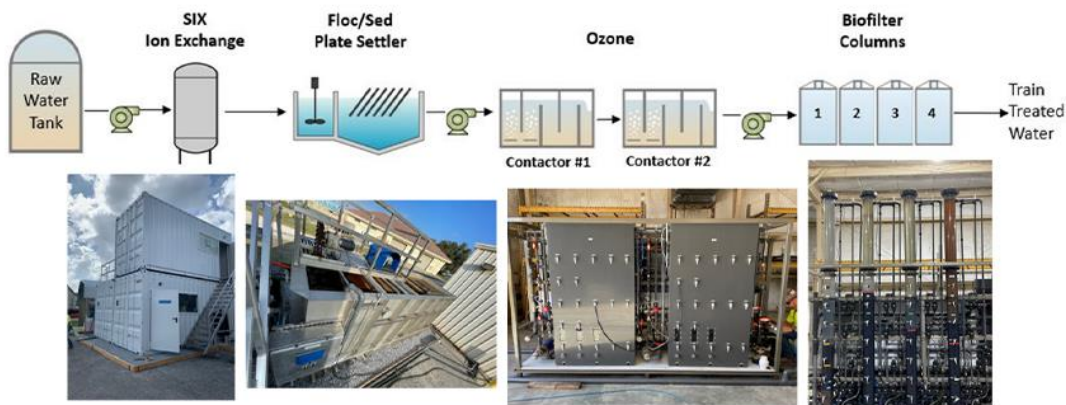 SIX
Ion Exchange
Floc/Sed
Plate Settler
Ozone
Biofilter
Columns
Raw
Water
Tank
Contactor #1
Contactor #2
1
2
3
4
Train
Treated
Water